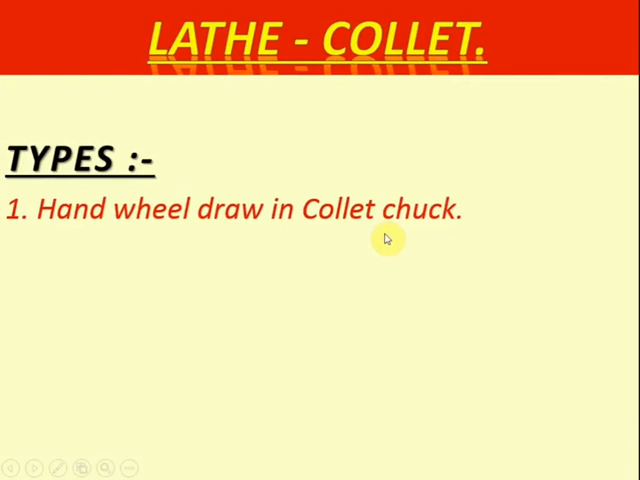 LATHE - COLLET.
TYPES :-
1. Hand wheel draw in Collet chuck.